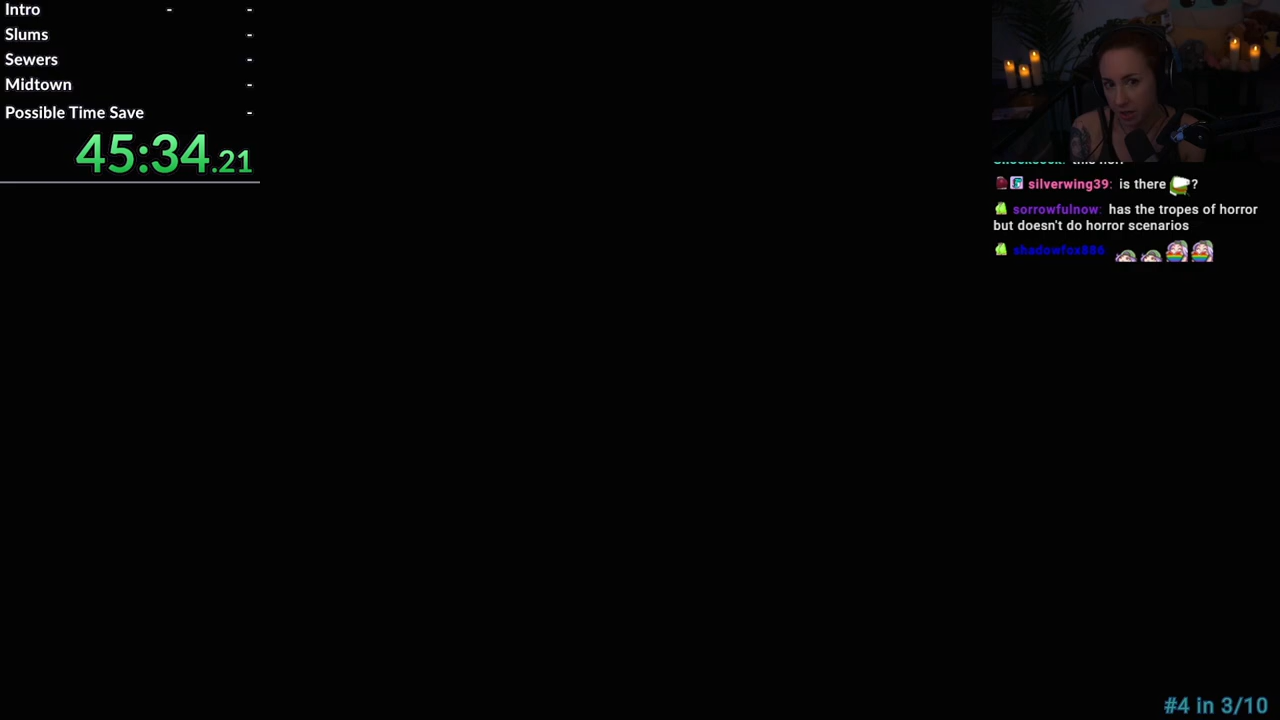 Intro - -
Slums -
Sewers -
Midtown -
Possible Time Save -
45:34.21
silverwing39: is there ?
sorrowfulnow: has the tropes of horror
but doesn't do horror scenarios
shadowfox886
#4 in 3/10